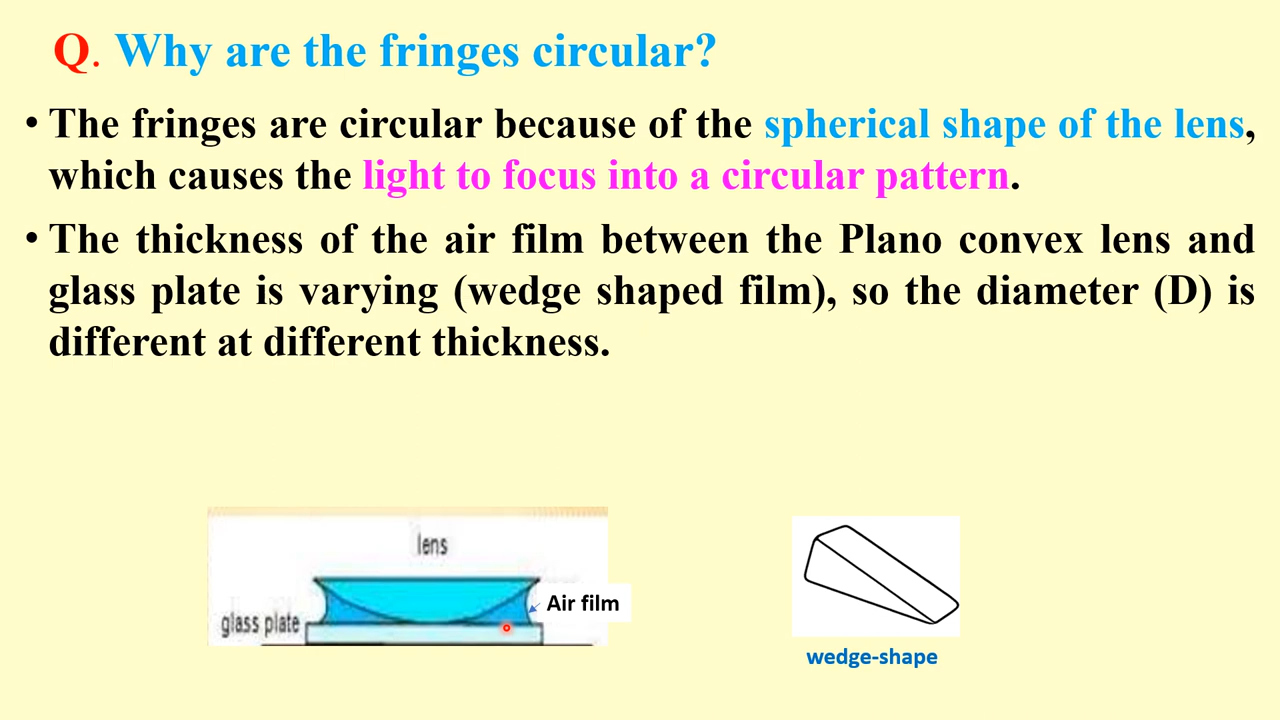 Q. Why are the fringes circular?
• The fringes are circular because of the spherical shape of the lens,
which causes the light to focus into a circular pattern.
• The thickness of the air film between the Plano convex lens and
glass plate is varying (wedge shaped film), so the diameter (D) is
different at different thickness.
lens
Air film
glass plate
wedge-shape